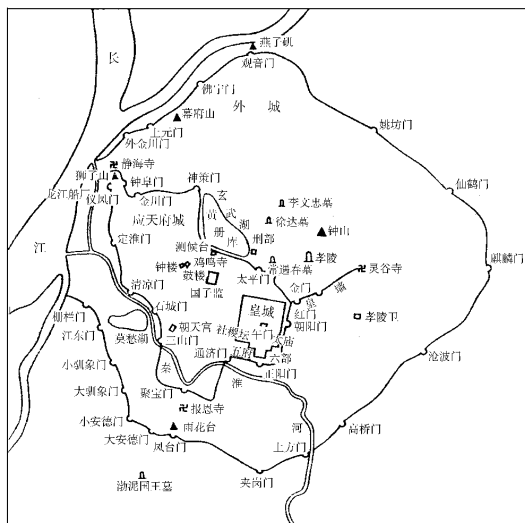 燕子矶
观音门
长
佛宁门
外城
幕府山
上元门
姚坊门
外金川门
狮子山
静海寺
钟阜门
神策门
玄武湖
仙鹤门
龙江船厂
仪凤门
金川门
黄册库
李文忠墓
应天府城
徐达墓
钟山
江
定淮门
测候台
刑部
鸡鸣寺
常遇春墓
孝陵
灵谷寺
麒麟门
钟楼
鼓楼
太平门
国子监
金门
皇墙
清凉门
石城门
皇城
红门
孝陵卫
栅栏门
朝天宫
社稷坛
午门
朝阳门
江东门
莫愁湖
三山门
太庙
通济门
五府
六部
沧波门
小驯象门
秦
淮
正阳门
大驯象门
聚宝门
小安德门
报恩寺
河
高桥门
大安德门
雨花台
凤台门
上方门
渤泥国王墓
夹岗门